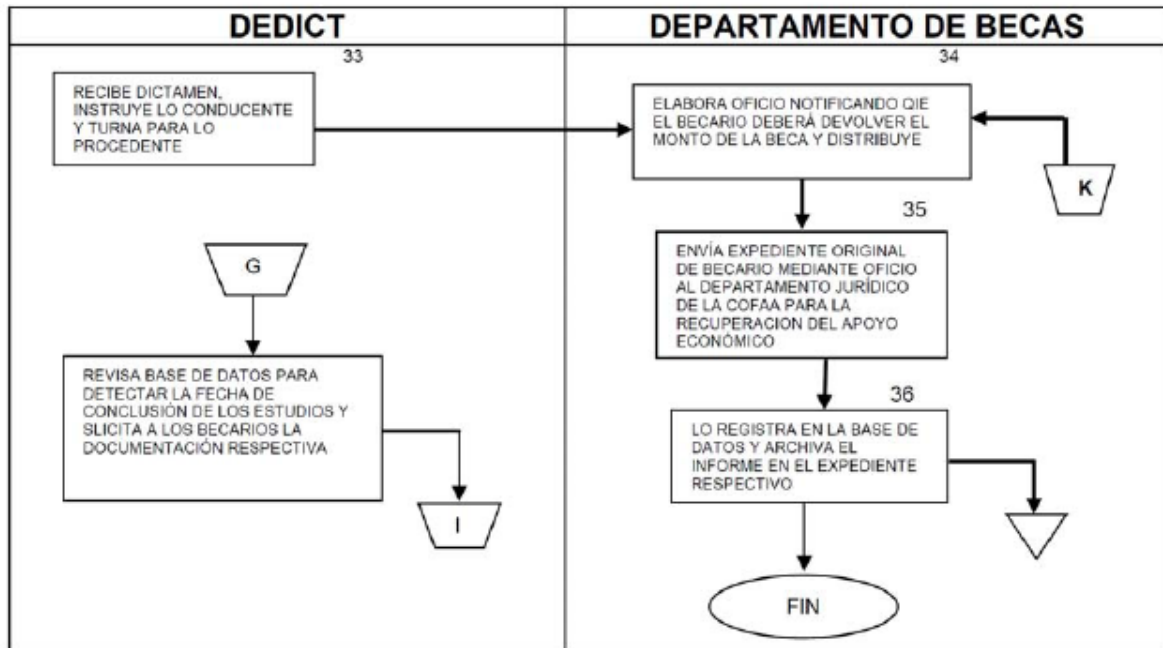 DEDICT
DEPARTAMENTO DE BECAS
33
RECIBE DICTAMEN,
INSTRUYE LO CONDUCENTE
Y TURNA PARA LO
PROCEDENTE
34
ELABORA OFICIO NOTIFICANDO QIE
EL BECARIO DEBERÁ DEVOLVER EL
MONTO DE LA BECA Y DISTRIBUYE
K
35
ENVÍA EXPEDIENTE ORIGINAL
DE BECARIO MEDIANTE OFICIO
AL DEPARTAMENTO JURÍDICO
DE LA COFAA PARA LA
RECUPERACION DEL APOYO
ECONÓMICO
G
REVISA BASE DE DATOS PARA
DETECTAR LA FECHA DE
CONCLUSIÓN DE LOS ESTUDIOS Y
SLICITA A LOS BECARIOS LA
DOCUMENTACIÓN RESPECTIVA
I
36
LO REGISTRA EN LA BASE DE
DATOS Y ARCHIVA EL
INFORME EN EL EXPEDIENTE
RESPECTIVO
FIN